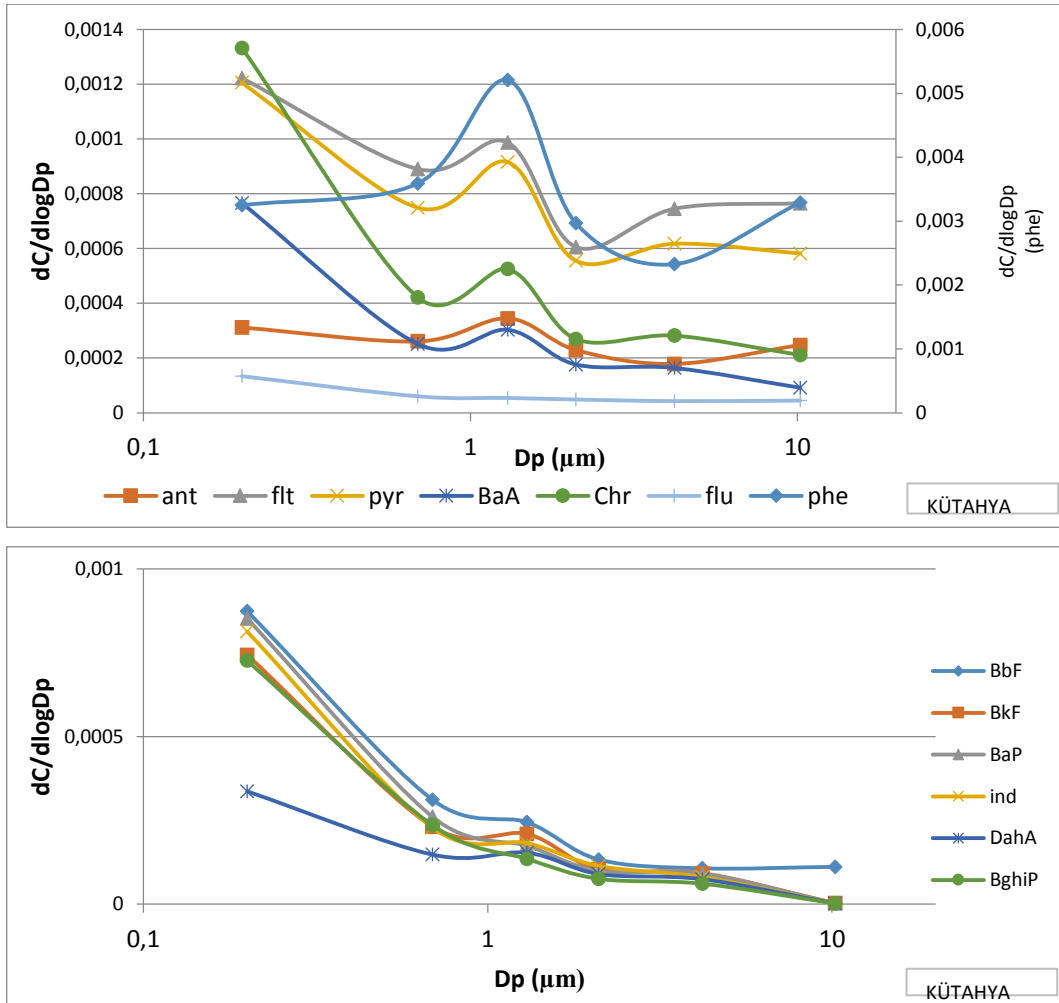 0,0014
0,0012
0,001
0,0008
0,0006
0,0004
0,0002
0
dC/dlogDp
0,006
0,005
0,004
0,003
0,002
0,001
0
dC/dlogDp
(phe)
0,1 1 10
Dp (µm)
ant flt pyr BaA Chr flu phe
KÜTAHYA
0,001
0,0005
0
dC/dlogDp
0,1 1 10
Dp (µm)
BbF
BkF
BaP
ind
DahA
BghiP
KÜTAHYA